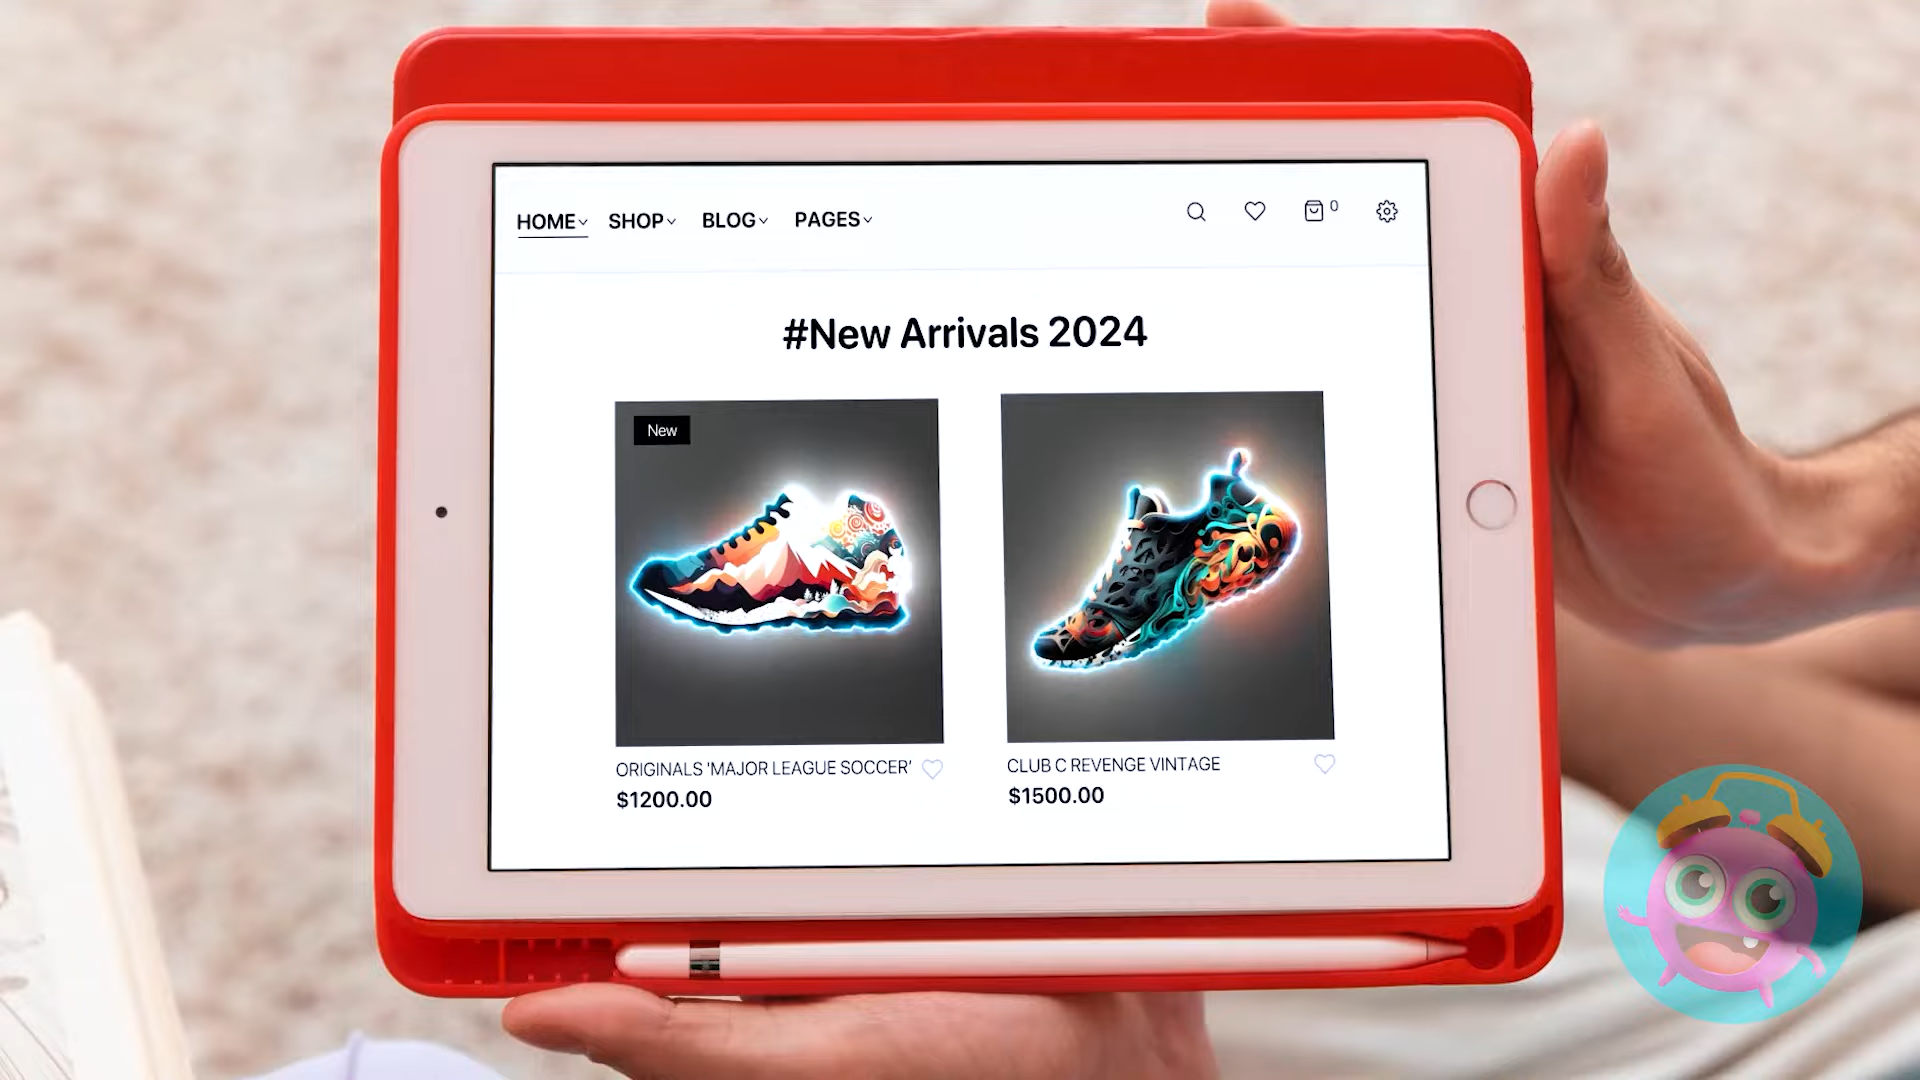 HOME SHOP BLOG PAGES 0
#New Arrivals 2024
New
ORIGINALS 'MAJOR LEAGUE SOCCER'
$1200.00
CLUB C REVENGE VINTAGE
$1500.00